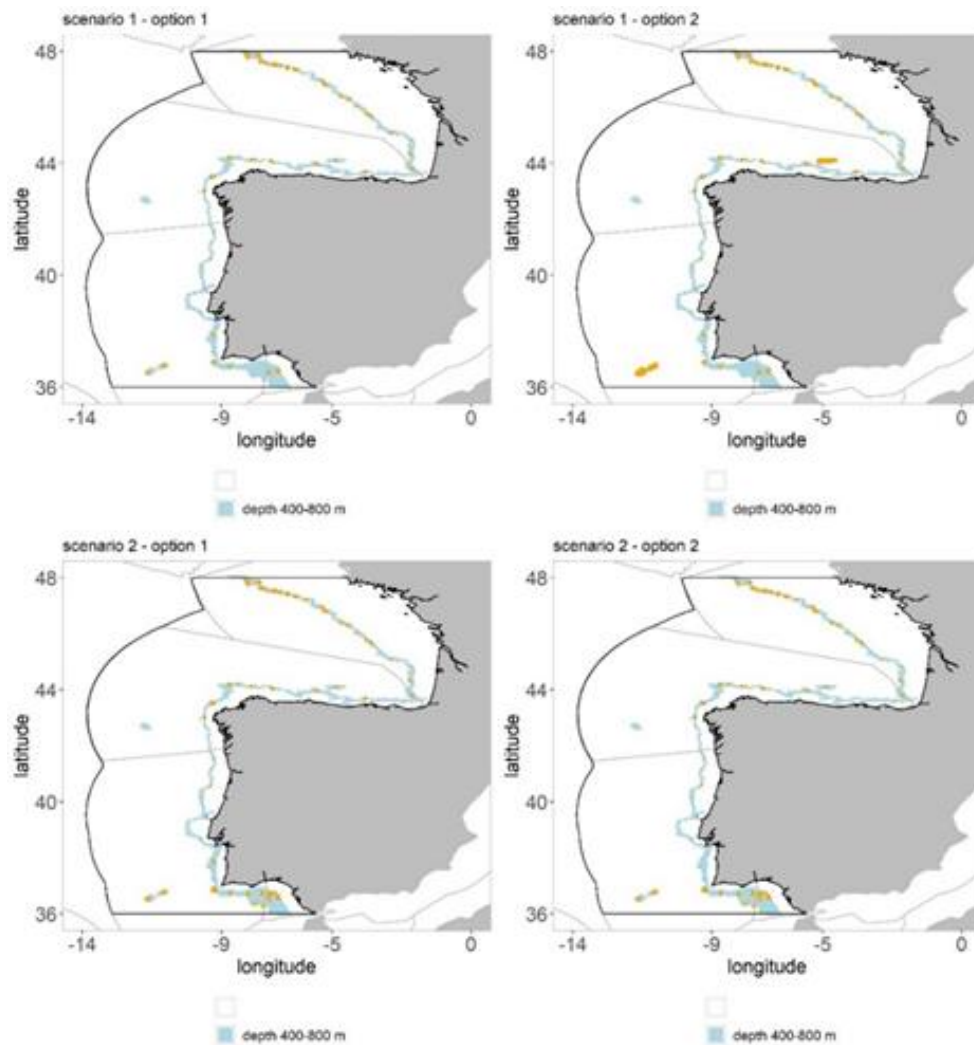 scenario 1 - option 1
48
44
40
36
latitude
-14
-9
-5
0
longitude
depth 400-800 m
scenario 1 - option 2
48
44
40
36
latitude
-14
-9
-5
0
longitude
depth 400-800 m
scenario 2 - option 1
48
44
40
36
latitude
-14
-9
-5
0
longitude
depth 400-800 m
scenario 2 - option 2
48
44
40
36
latitude
-14
-9
-5
0
longitude
depth 400-800 m